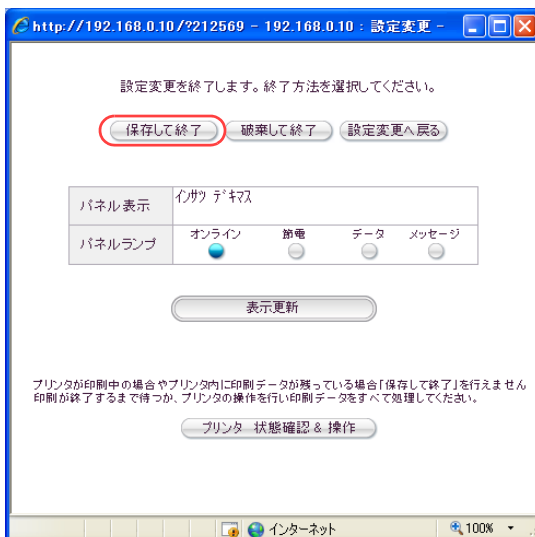 http://192.168.0.10/?212569 - 192.168.0.10 : 設定変更 -
設定変更を終了します。終了方法を選択してください。
保存して終了 破棄して終了 設定変更へ戻る
パネル表示 インサツ デキマス
パネルランプ オンライン 節電 データ メッセージ
表示更新
プリンタが印刷中の場合やプリンタ内に印刷データが残っている場合「保存して終了」を行えません
印刷が終了するまで待つか、プリンタの操作を行い印刷データをすべて処理してください。
プリンタ 状態確認 & 操作
インターネット 100%